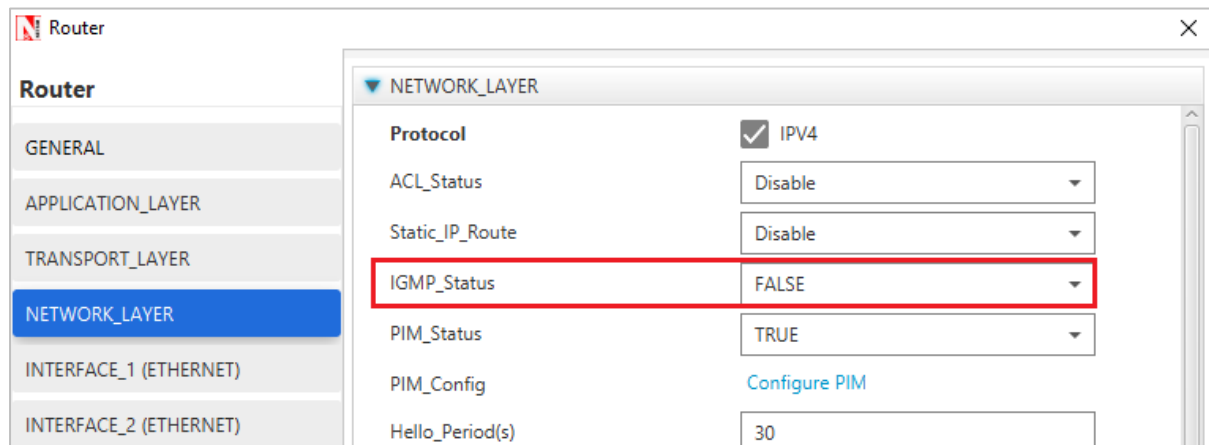 Router
Router
GENERAL
APPLICATION_LAYER
TRANSPORT_LAYER
NETWORK_LAYER
INTERFACE_1 (ETHERNET)
INTERFACE_2 (ETHERNET)
NETWORK_LAYER
Protocol IPV4
ACL_Status Disable
Static_IP_Route Disable
IGMP_Status FALSE
PIM_Status TRUE
PIM_Config Configure PIM
Hello_Period(s) 30